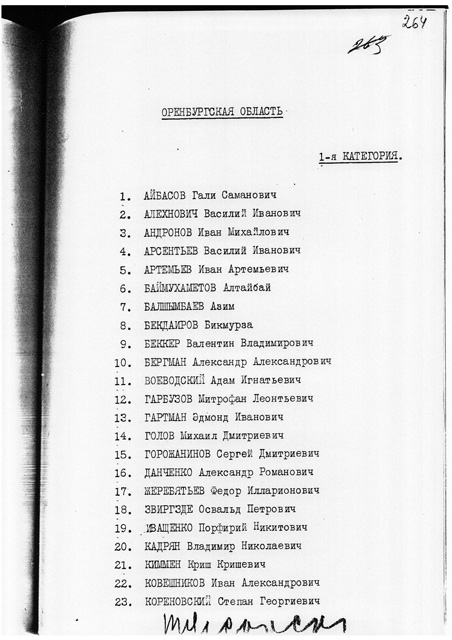 264
263
ОРЕНБУРГСКАЯ ОБЛАСТЬ
1-я КАТЕГОРИЯ.
1. АЙБАСОВ Гали Саманович
2. АЛЕХНОВИЧ Василий Иванович
3. АНДРОНОВ Иван Михайлович
4. АРСЕНТЬЕВ Василий Иванович
5. АРТЕМЬЕВ Иван Артемьевич
6. БАЙМУХАМЕТОВ Алтайбай
7. БАЛШЫМБАЕВ Азим
8. БЕКДАИРОВ Бикмурза
9. БЕККЕР Валентин Владимирович
10. БЕРГМАН Александр Александрович
11. ВОЕВОДСКИЙ Адам Игнатьевич
12. ГАРБУЗОВ Митрофан Леонтьевич
13. ГАРТМАН Эдмонд Иванович
14. ГОЛОВ Михаил Дмитриевич
15. ГОРОЖАНИНОВ Сергей Дмитриевич
16. ДАНЧЕНКО Александр Романович
17. ЖЕРЕБЯТЬЕВ Федор Илларионович
18. ЗВИРГЗДЕ Освальд Петрович
19. ИВАЩЕНКО Порфирий Никитович
20. КАДРЯН Владимир Николаевич
21. КИММЕН Криш Кришевич
22. КОВЕШНИКОВ Иван Александрович
23. КОРЕНОВСКИЙ Степан Георгиевич